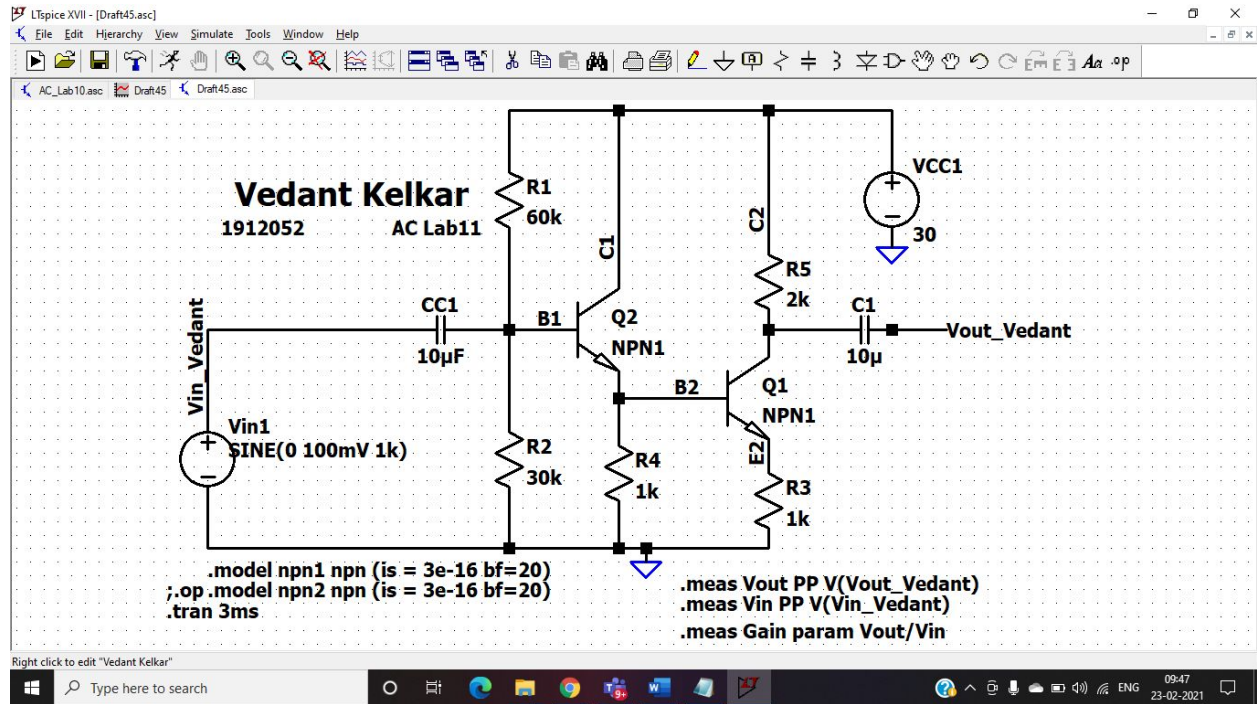 LTspice XVII - [Draft45.asc]
File Edit Hierarchy View Simulate Tools Window Help
Aa .op
AC_Lab10.asc Draft45 Draft45.asc
Vedant Kelkar
1912052 AC Lab11
R1
60k
C1
C2
VCC1
30
R5
2k
CC1
10µF
B1
Q2
NPN1
C1
10µ
Vout_Vedant
Vin_Vedant
B2
Q1
NPN1
Vin1
SINE(0 100mV 1k)
R2
30k
R4
1k
E2
R3
1k
.model npn1 npn (is = 3e-16 bf=20)
;.op .model npn2 npn (is = 3e-16 bf=20)
.tran 3ms
.meas Vout PP V(Vout_Vedant)
.meas Vin PP V(Vin_Vedant)
.meas Gain param Vout/Vin
Right click to edit "Vedant Kelkar"
Type here to search
9+
ENG
09:47
23-02-2021